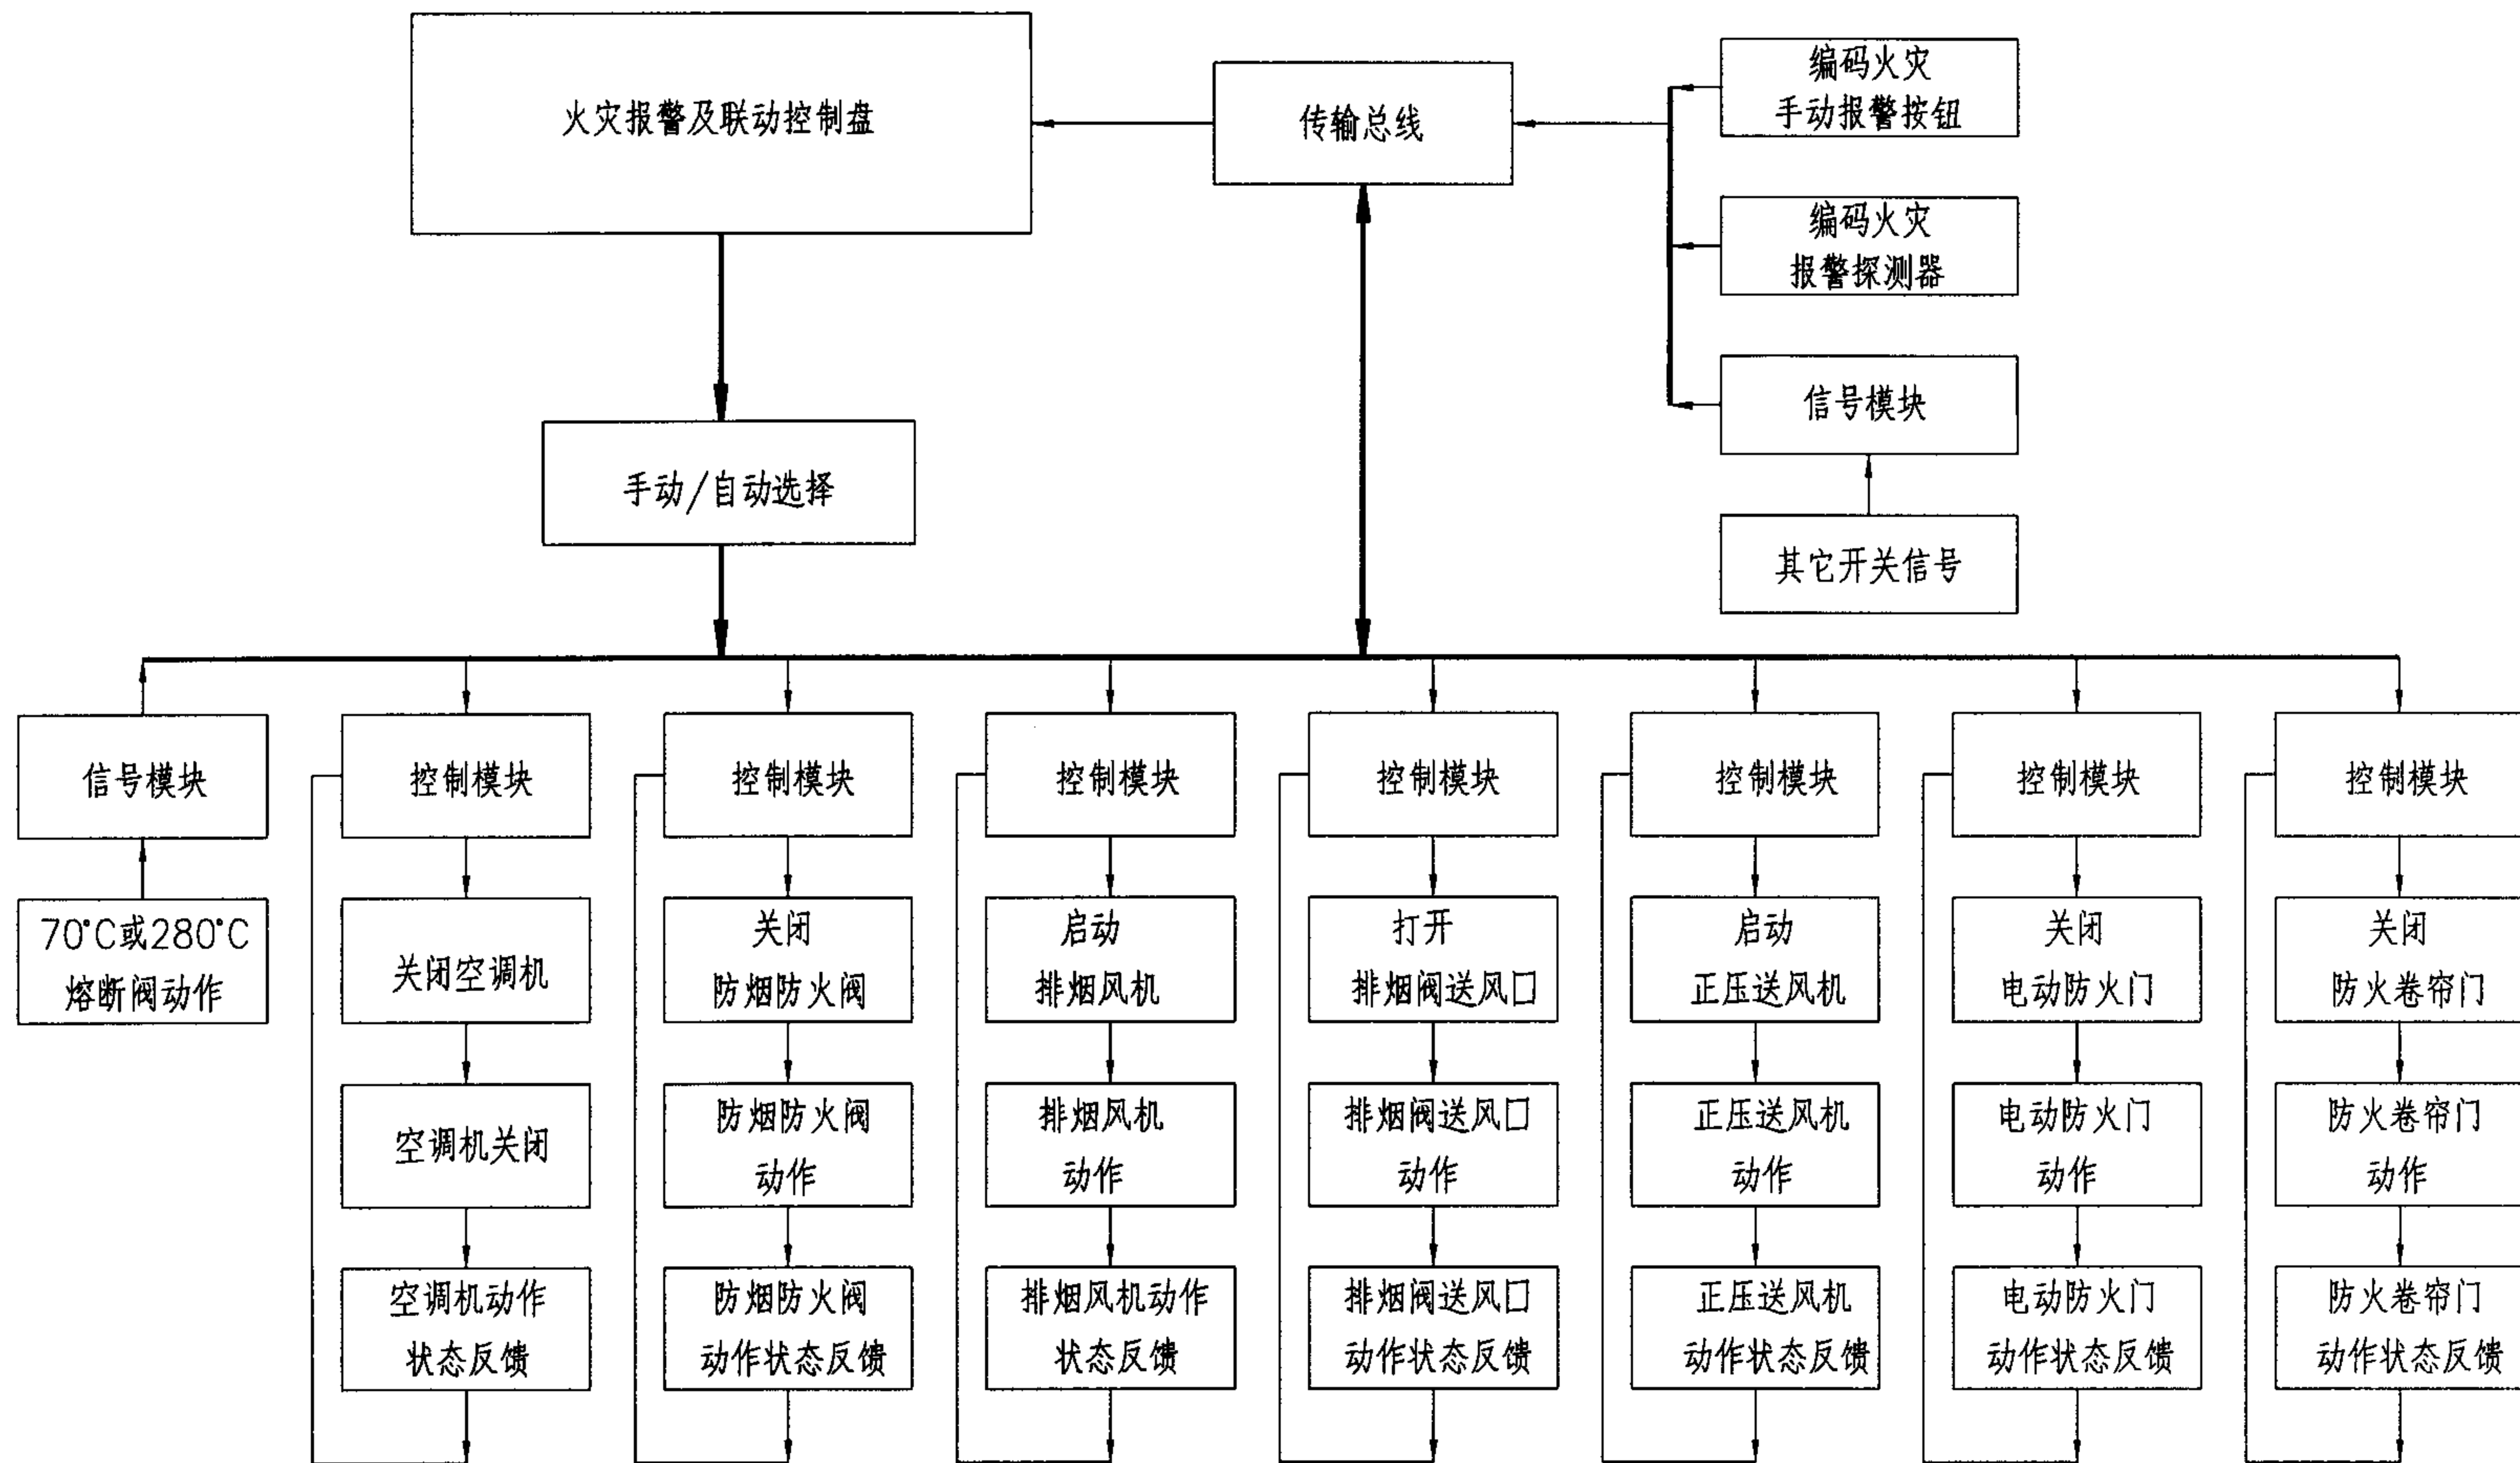 火灾报警及联动控制盘
传输总线
编码火灾
手动报警按钮
编码火灾
报警探测器
信号模块
手动/自动选择
其它开关信号
信号模块
控制模块
控制模块
控制模块
控制模块
控制模块
控制模块
控制模块
70°C或280°C
熔断阀动作
关闭空调机
关闭
防烟防火阀
启动
排烟风机
打开
排烟阀送风口
启动
正压送风机
关闭
电动防火门
关闭
防火卷帘门
空调机关闭
防烟防火阀
动作
排烟风机
动作
排烟阀送风口
动作
正压送风机
动作
电动防火门
动作
防火卷帘门
动作
空调机动作
状态反馈
防烟防火阀
动作状态反馈
排烟风机动作
状态反馈
排烟阀送风口
动作状态反馈
正压送风机
动作状态反馈
电动防火门
动作状态反馈
防火卷帘门
动作状态反馈